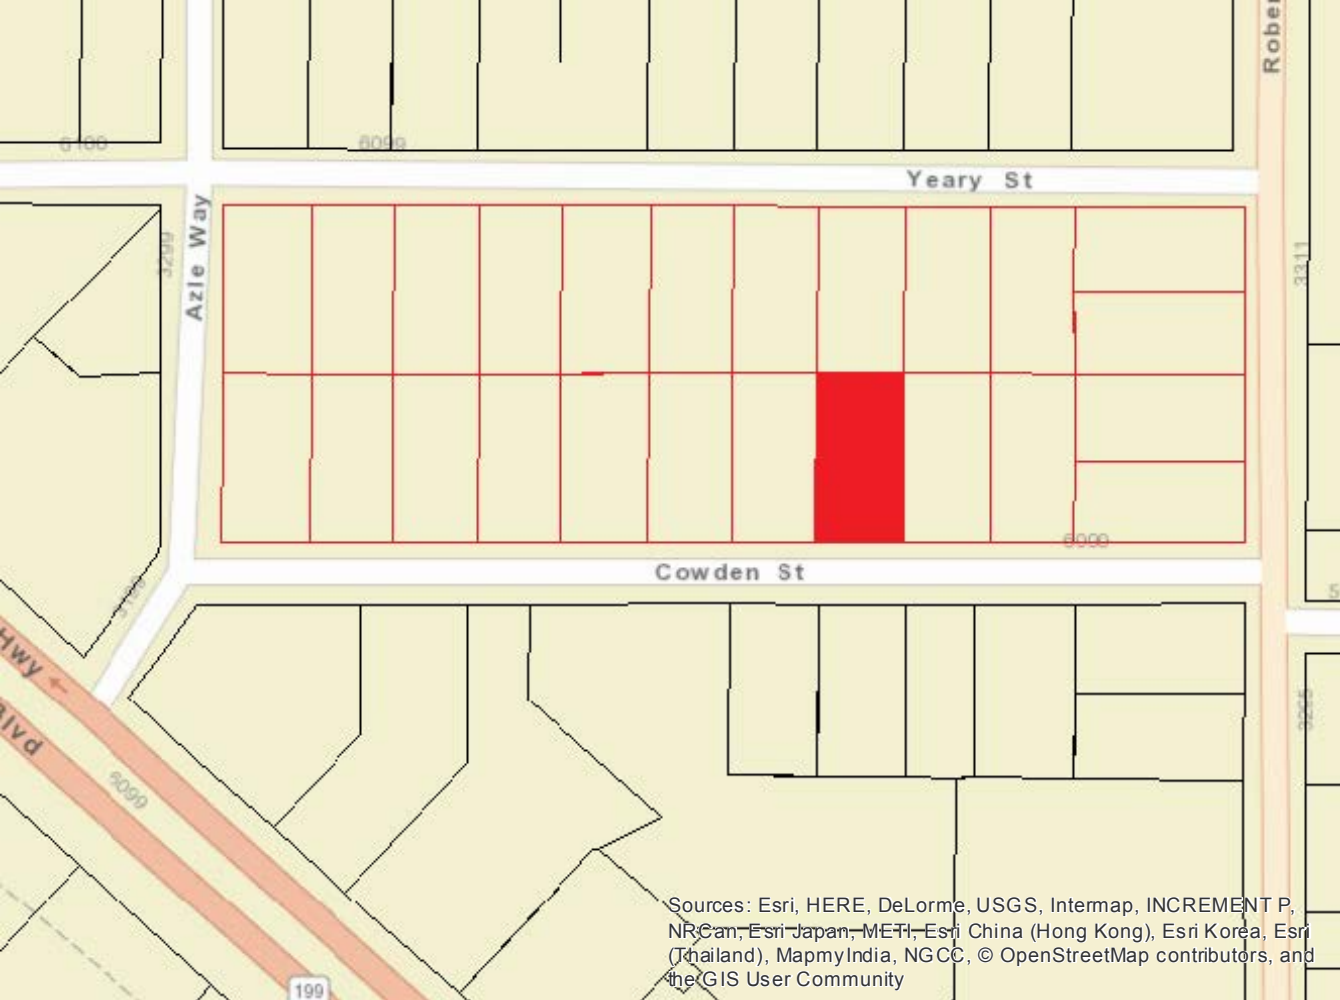 Rober
6100
6099
Yeary St
Azle Way
3299
3311
6090
Cowden St
3199
Hwy
3265
Blvd
6099
199
Sources: Esri, HERE, DeLorme, USGS, Intermap, INCREMENT P,
NRCan, Esri Japan, METI, Esri China (Hong Kong), Esri Korea, Esri
(Thailand), MapmyIndia, NGCC, © OpenStreetMap contributors, and
the GIS User Community